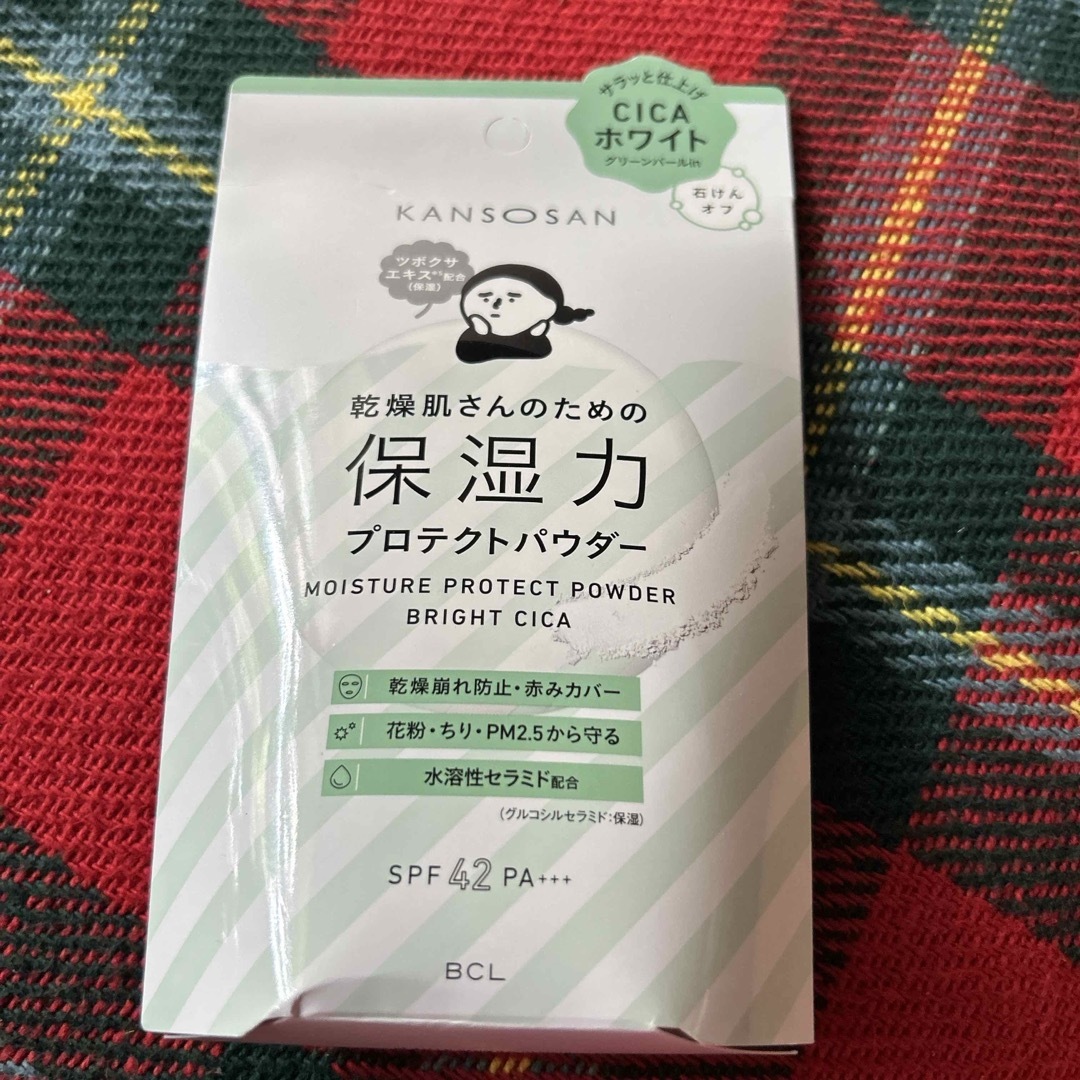 サラッと仕上げ
CICA
ホワイト
グリーンパールin
石けん
オフ
KANSOSAN
ツボクサ
エキス※5配合
(保湿)
乾燥肌さんのための
保湿力
プロテクトパウダー
MOISTURE PROTECT POWDER
BRIGHT CICA
乾燥崩れ防止・赤みカバー
花粉・ちり・PM2.5から守る
水溶性セラミド配合
(グルコシルセラミド:保湿)
SPF 42 PA+++
BCL